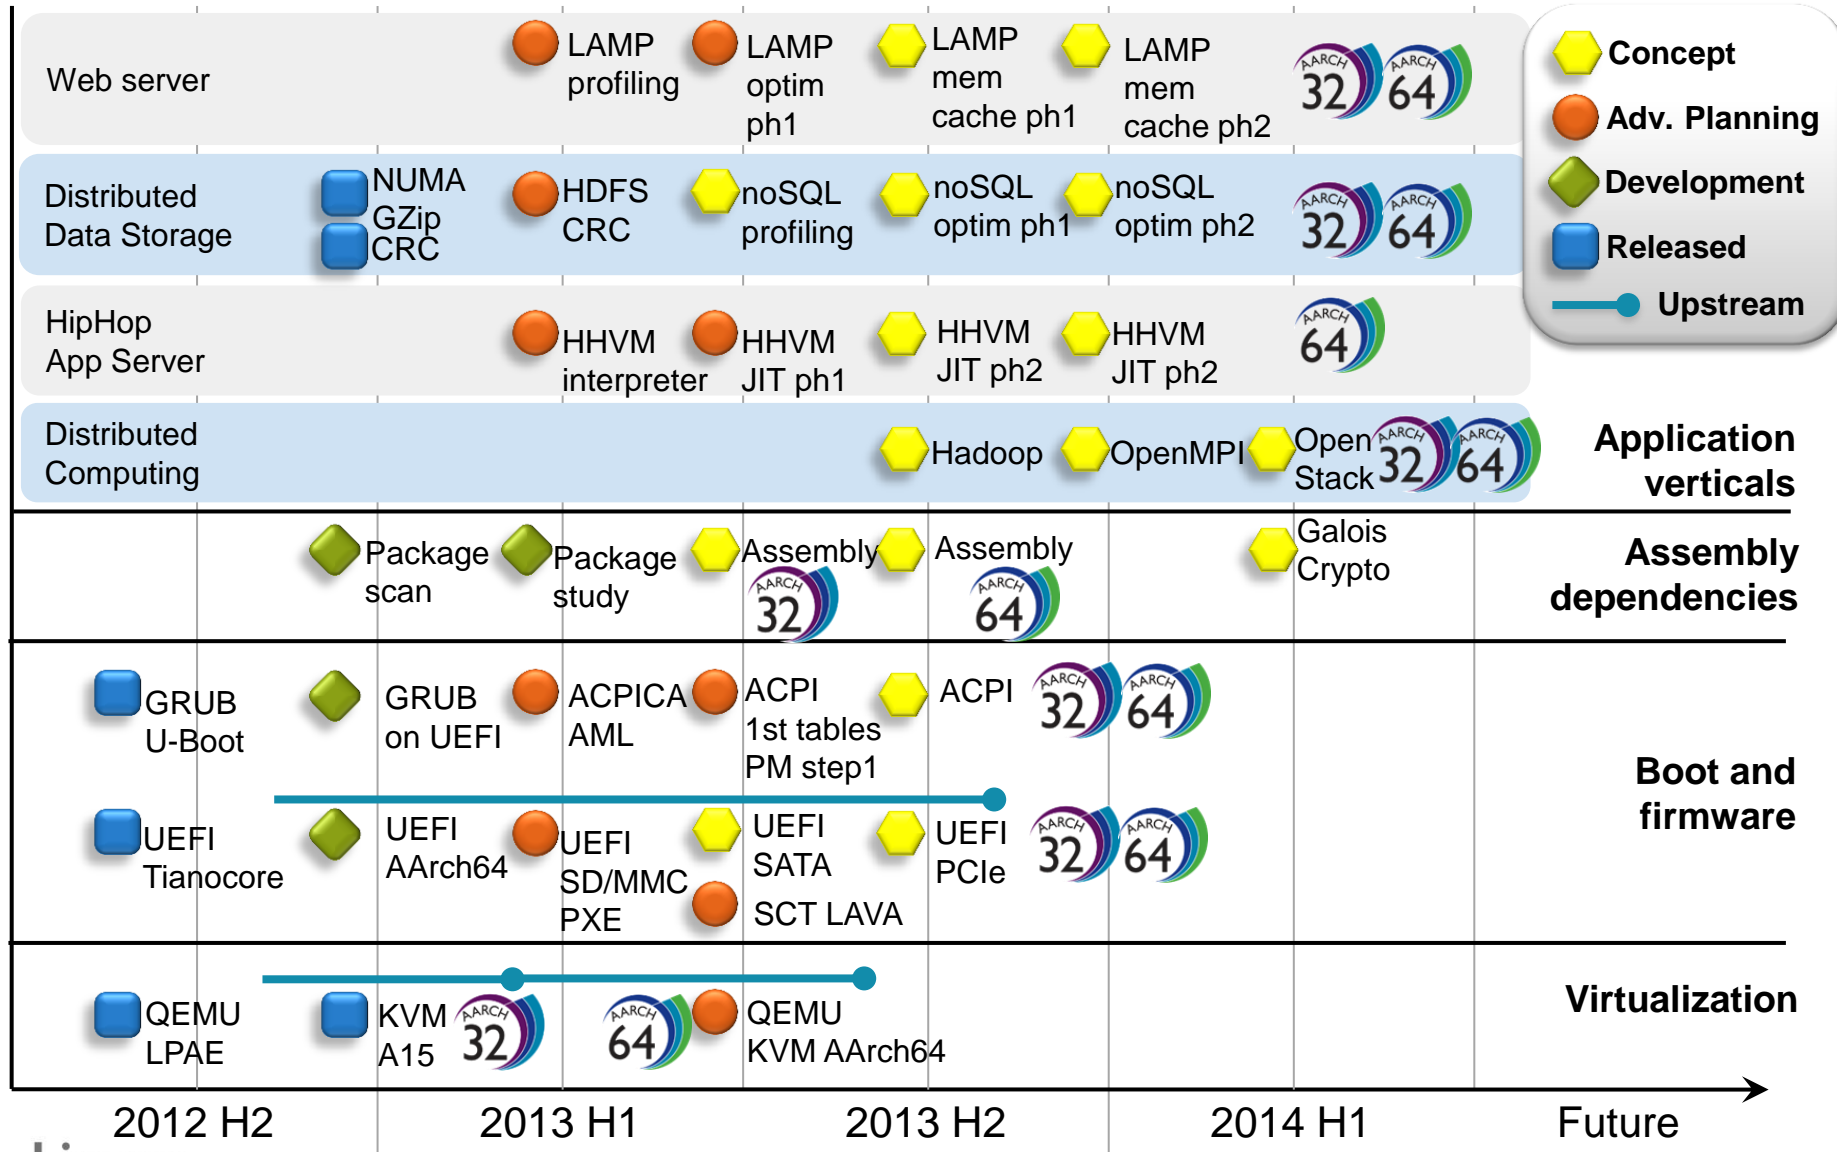 Web server
LAMP
profiling
LAMP
optim
ph1
LAMP
mem
cache ph1
LAMP
mem
cache ph2
AARCH
32
AARCH
64
Concept
Adv. Planning
Development
Released
Upstream
Distributed
Data Storage
NUMA
GZip
CRC
HDFS
CRC
noSQL
profiling
noSQL
optim ph1
noSQL
optim ph2
AARCH
32
AARCH
64
HipHop
App Server
HHVM
interpreter
HHVM
JIT ph1
HHVM
JIT ph2
HHVM
JIT ph2
AARCH
64
Distributed
Computing
Hadoop
OpenMPI
Open
Stack
AARCH
32
AARCH
64
Application
verticals
Package
scan
Package
study
Assembly
AARCH
32
Assembly
AARCH
64
Galois
Crypto
Assembly
dependencies
GRUB
U-Boot
GRUB
on UEFI
ACPICA
AML
ACPI
1st tables
PM step1
ACPI
AARCH
32
AARCH
64
Boot and
firmware
UEFI
Tianocore
UEFI
AArch64
UEFI
SD/MMC
PXE
UEFI
SATA
SCT LAVA
UEFI
PCIe
AARCH
32
AARCH
64
QEMU
LPAE
KVM
A15
AARCH
32
AARCH
64
QEMU
KVM AArch64
Virtualization
2012 H2
2013 H1
2013 H2
2014 H1
Future